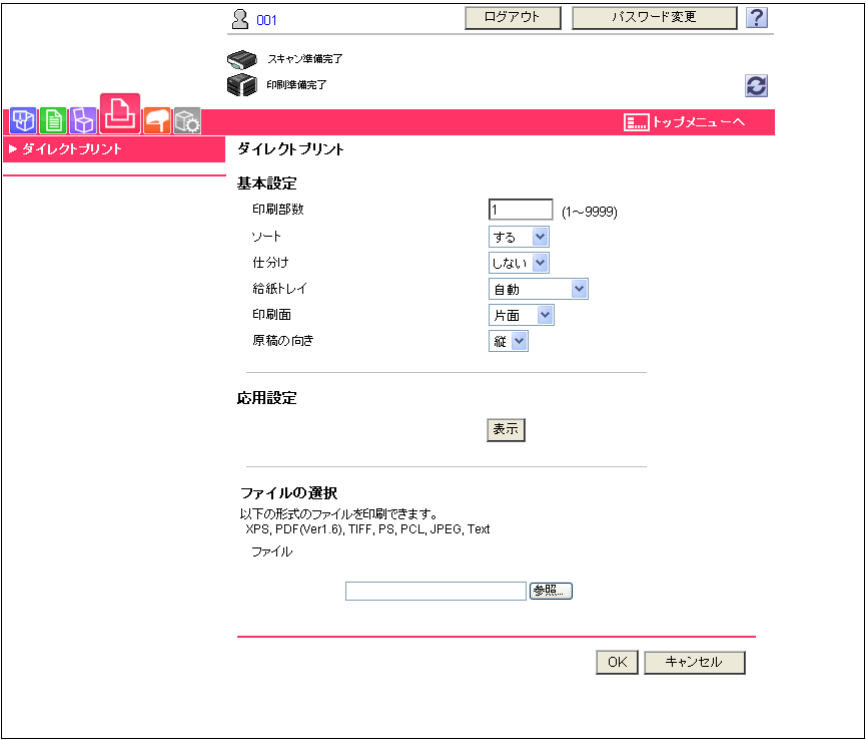 001
ログアウト
パスワード変更
?
スキャン準備完了
印刷準備完了
トップメニューへ
ダイレクトプリント
ダイレクトプリント
基本設定
印刷部数 1 (1～9999)
ソート する
仕分け しない
給紙トレイ 自動
印刷面 片面
原稿の向き 縦
応用設定
表示
ファイルの選択
以下の形式のファイルを印刷できます。
XPS, PDF(Ver1.6), TIFF, PS, PCL, JPEG, Text
ファイル
参照...
OK キャンセル